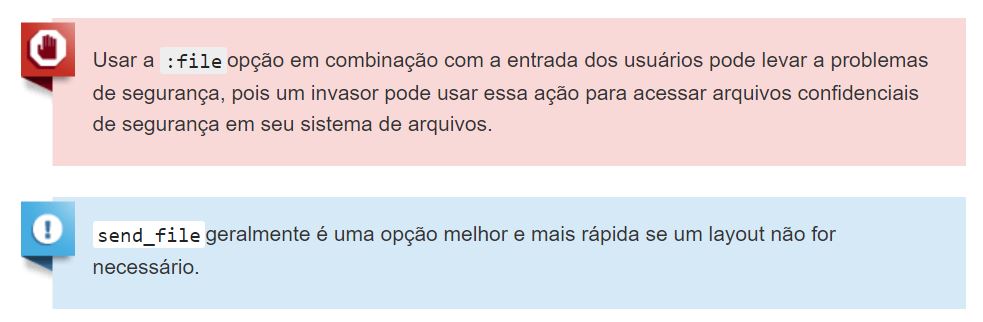 Usar a :file opção em combinação com a entrada dos usuários pode levar a problemas
de segurança, pois um invasor pode usar essa ação para acessar arquivos confidenciais
de segurança em seu sistema de arquivos.
send_file geralmente é uma opção melhor e mais rápida se um layout não for
necessário.